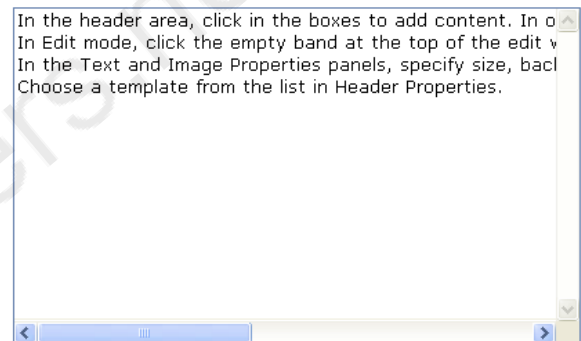 In the header area, click in the boxes to add content. In
In Edit mode, click the empty band at the top of the edit
In the Text and Image Properties panels, specify size,
Choose a template from the list in Header Properties.